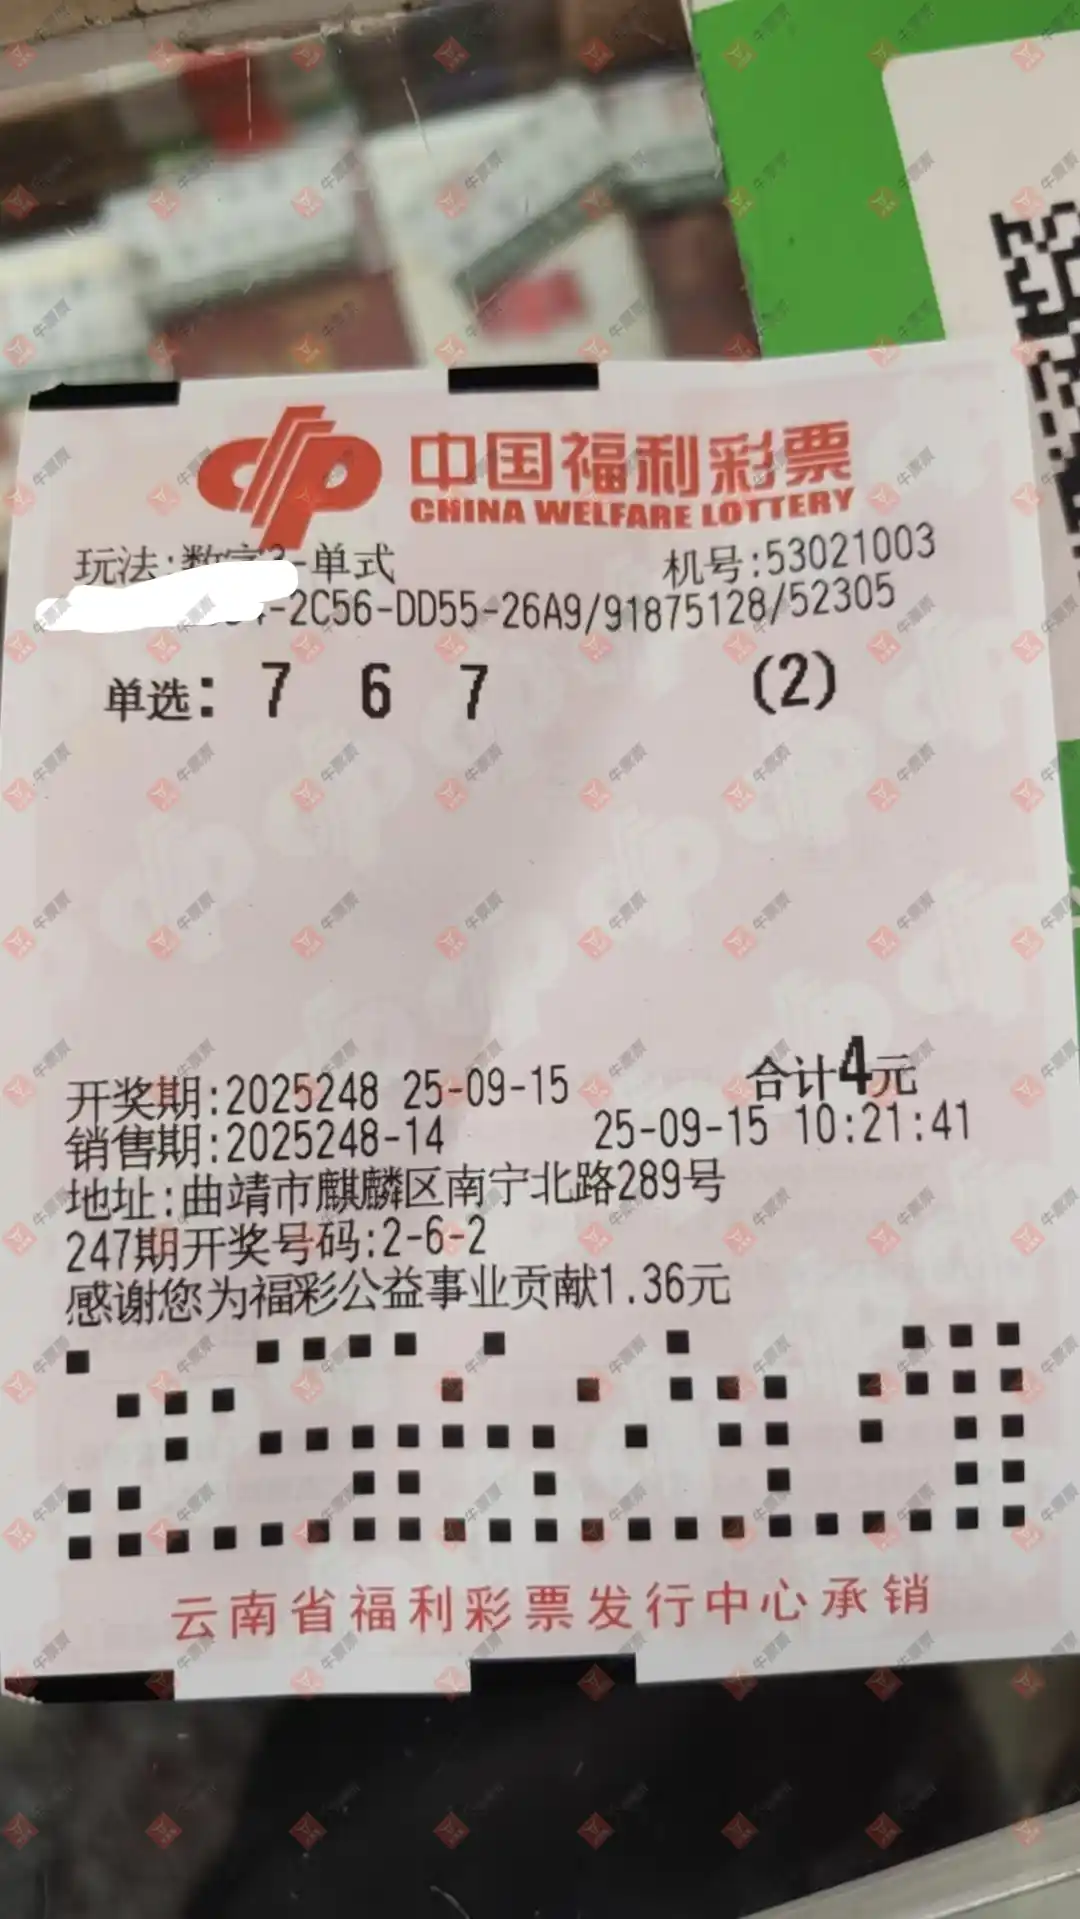 中国福利彩票
CHINA WELFARE LOTTERY
玩法:数字3-单式 机号:53021003
-2C56-DD55-26A9/91875128/52305
单选: 7 6 7 (2)
合计4元
开奖期:2025248 25-09-15
销售期:2025248-14 25-09-15 10:21:41
地址:曲靖市麒麟区南宁北路289号
247期开奖号码:2-6-2
感谢您为福彩公益事业贡献1.36元
云南省福利彩票发行中心承销
牛票票